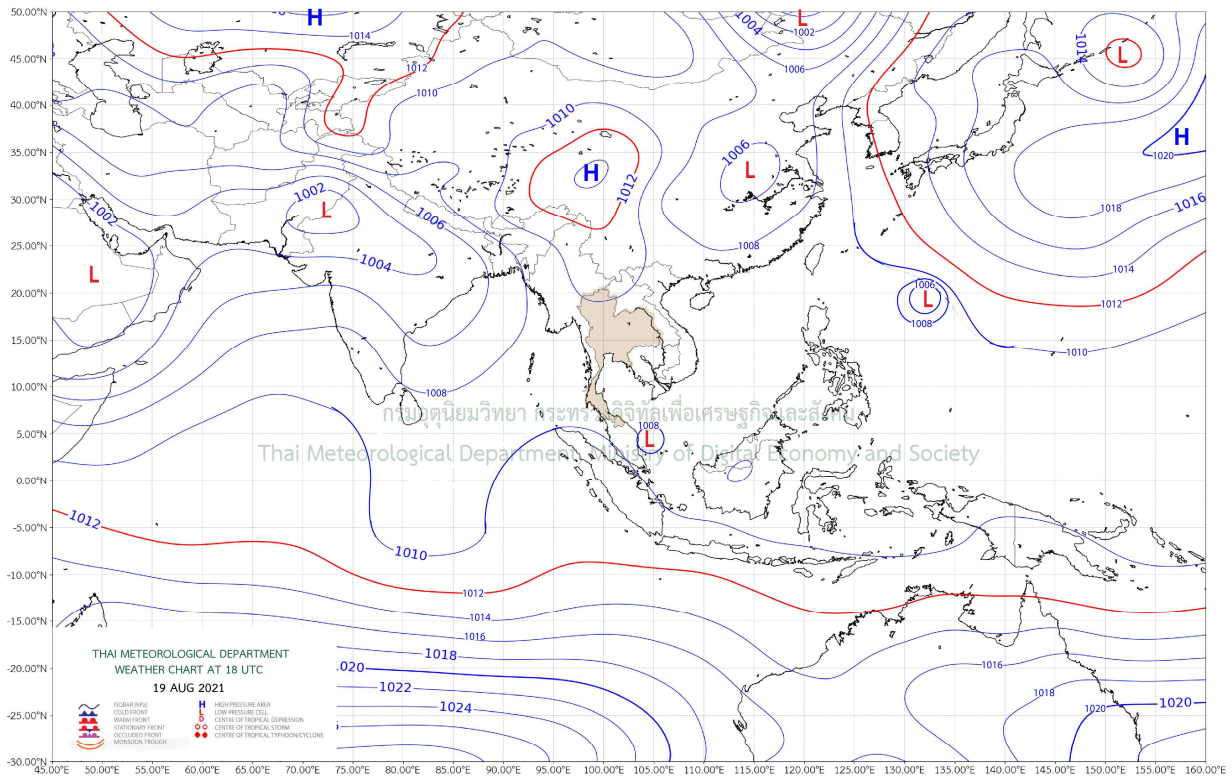 H
1014
1012
1010
1004
L
1002
1006
1014
L
H
1020
1010
H
1012
1006
L
1018
1016
1002
1002
L
1006
1004
1008
L
1014
1012
1006
L
1008
1010
1008
1008
L
กรมอุตุนิยมวิทยา กระทรวงดิจิทัลเพื่อเศรษฐกิจและสังคม
Thai Meteorological Department, Ministry of Digital Economy and Society
1012
1010
1012
1014
1016
1018
1020
1022
1024
1016
1018
1020
1020
THAI METEOROLOGICAL DEPARTMENT
WEATHER CHART AT 18 UTC
19 AUG 2021
ISOBAR (hPa)
COLD FRONT
WARM FRONT
STATIONARY FRONT
OCCLUDED FRONT
MONSOON TROUGH
H HIGH PRESSURE AREA
L LOW PRESSURE CELL
D CENTRE OF TROPICAL DEPRESSION
CENTRE OF TROPICAL STORM
CENTRE OF TROPICAL TYPHOON/CYCLONE
50.00°N
45.00°N
40.00°N
35.00°N
30.00°N
25.00°N
20.00°N
15.00°N
10.00°N
5.00°N
0.00°N
-5.00°N
-10.00°N
-15.00°N
-20.00°N
-25.00°N
-30.00°N
45.00°E 50.00°E 55.00°E 60.00°E 65.00°E 70.00°E 75.00°E 80.00°E 85.00°E 90.00°E 95.00°E 100.00°E 105.00°E 110.00°E 115.00°E 120.00°E 125.00°E 130.00°E 135.00°E 140.00°E 145.00°E 150.00°E 155.00°E 160.00°E